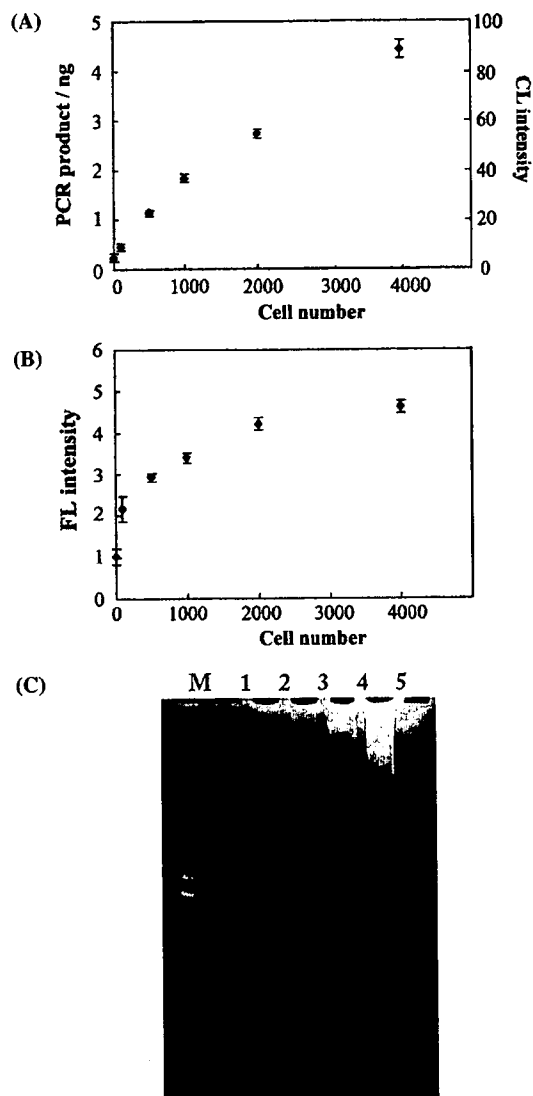 (A)
PCR product / ng
5
4
3
2
1
0
100
80
60
40
20
0
CL intensity
0 1000 2000 3000 4000
Cell number
(B)
FL intensity
6
5
4
3
2
1
0
0 1000 2000 3000 4000
Cell number
(C)
M 1 2 3 4 5